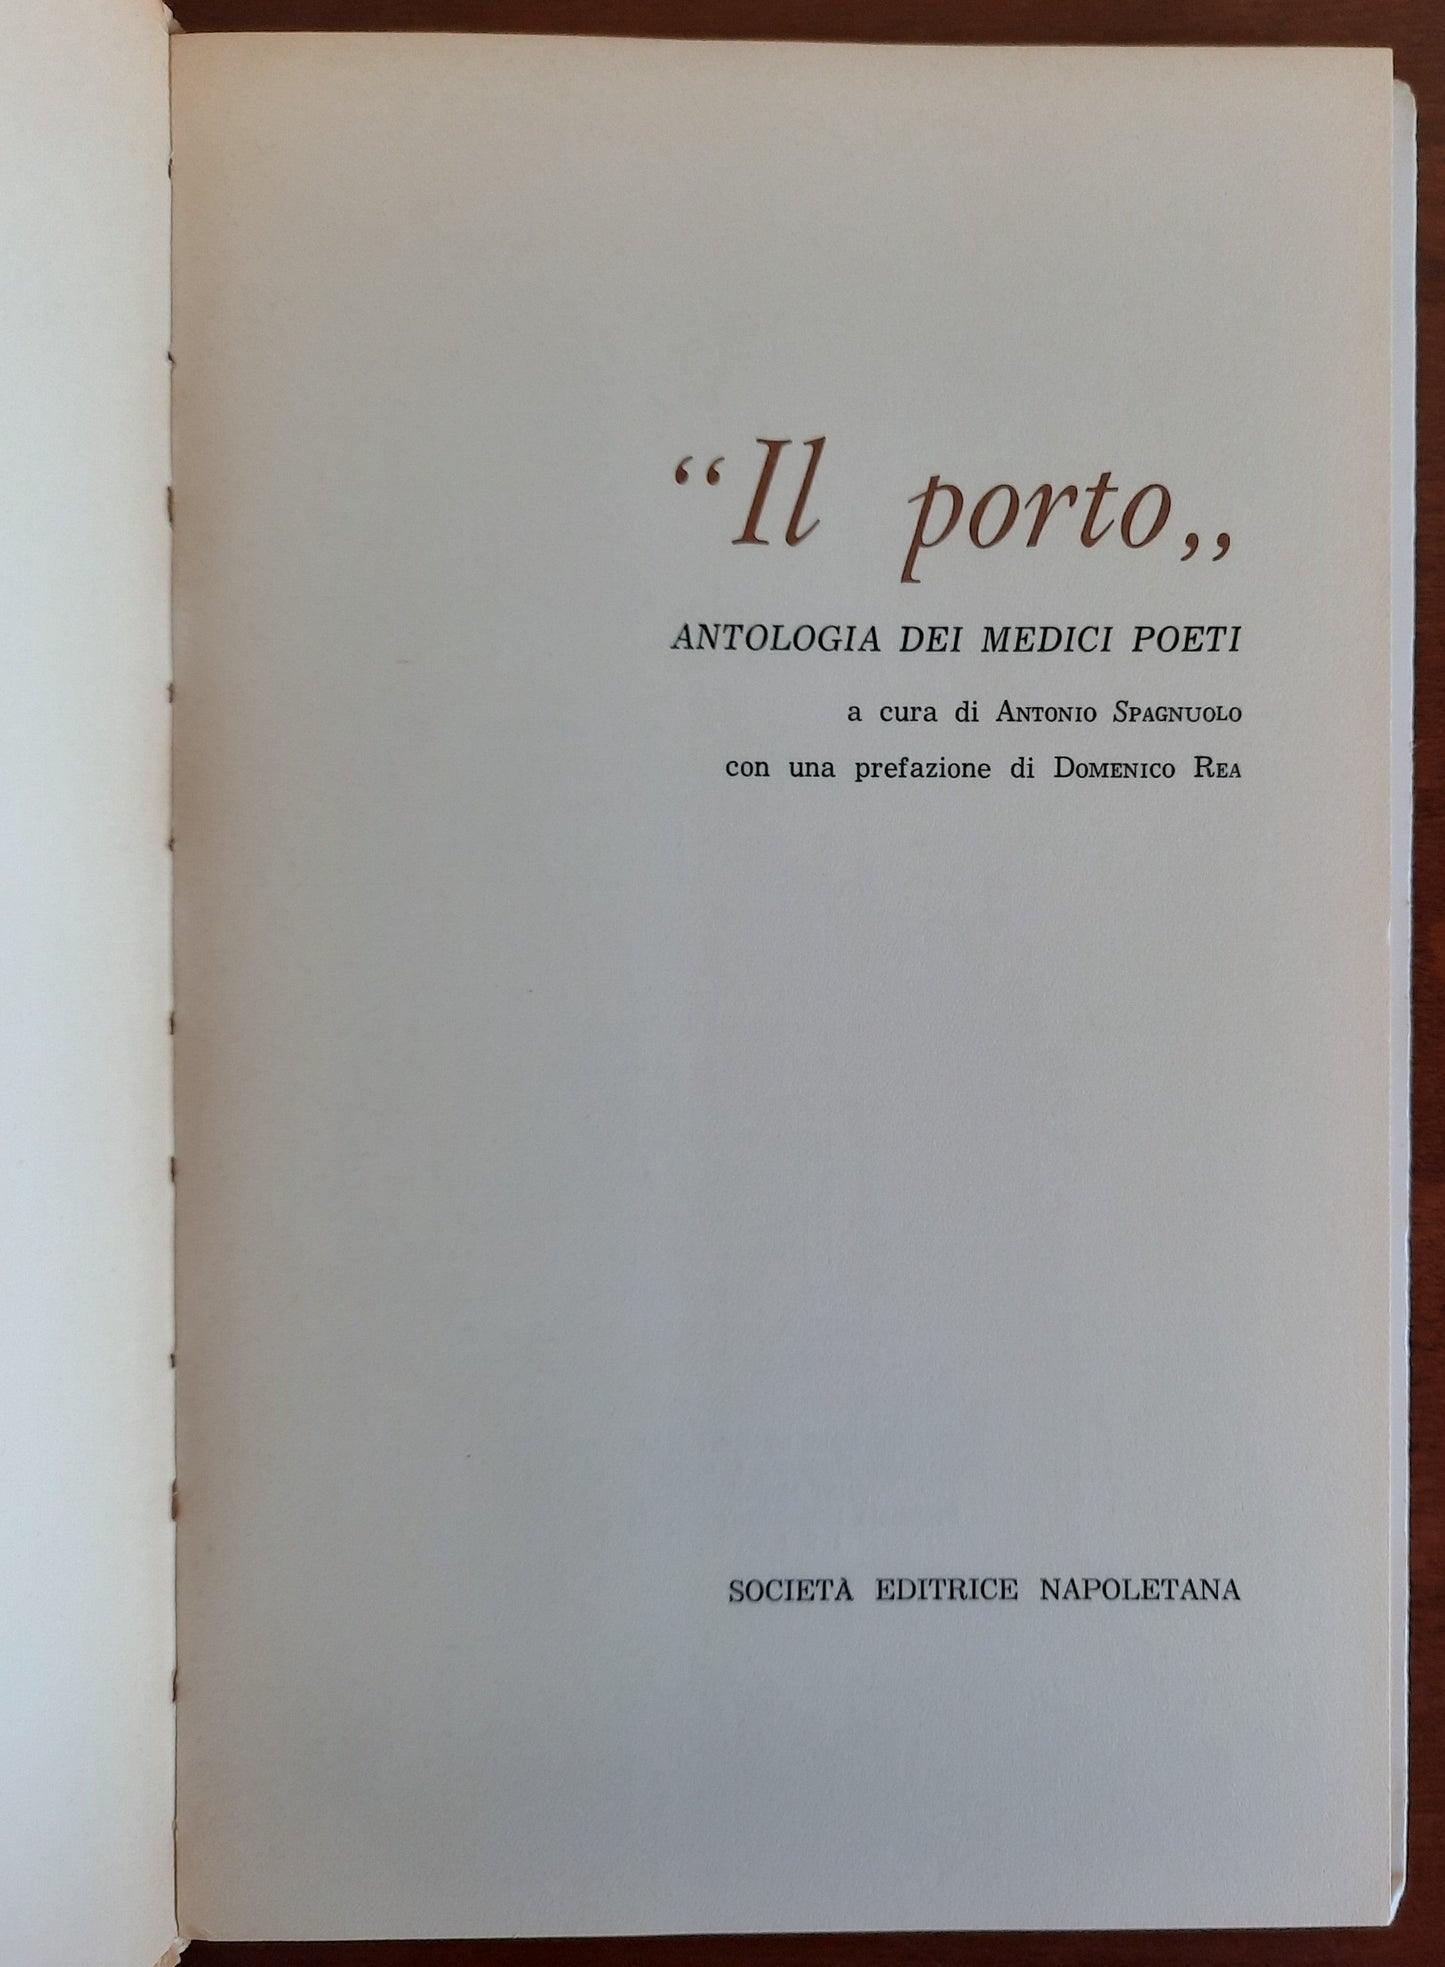 “Il porto„
ANTOLOGIA DEI MEDICI POETI
a cura di ANTONIO SPAGNUOLO
con una prefazione di DOMENICO REA
SOCIETÀ EDITRICE NAPOLETANA